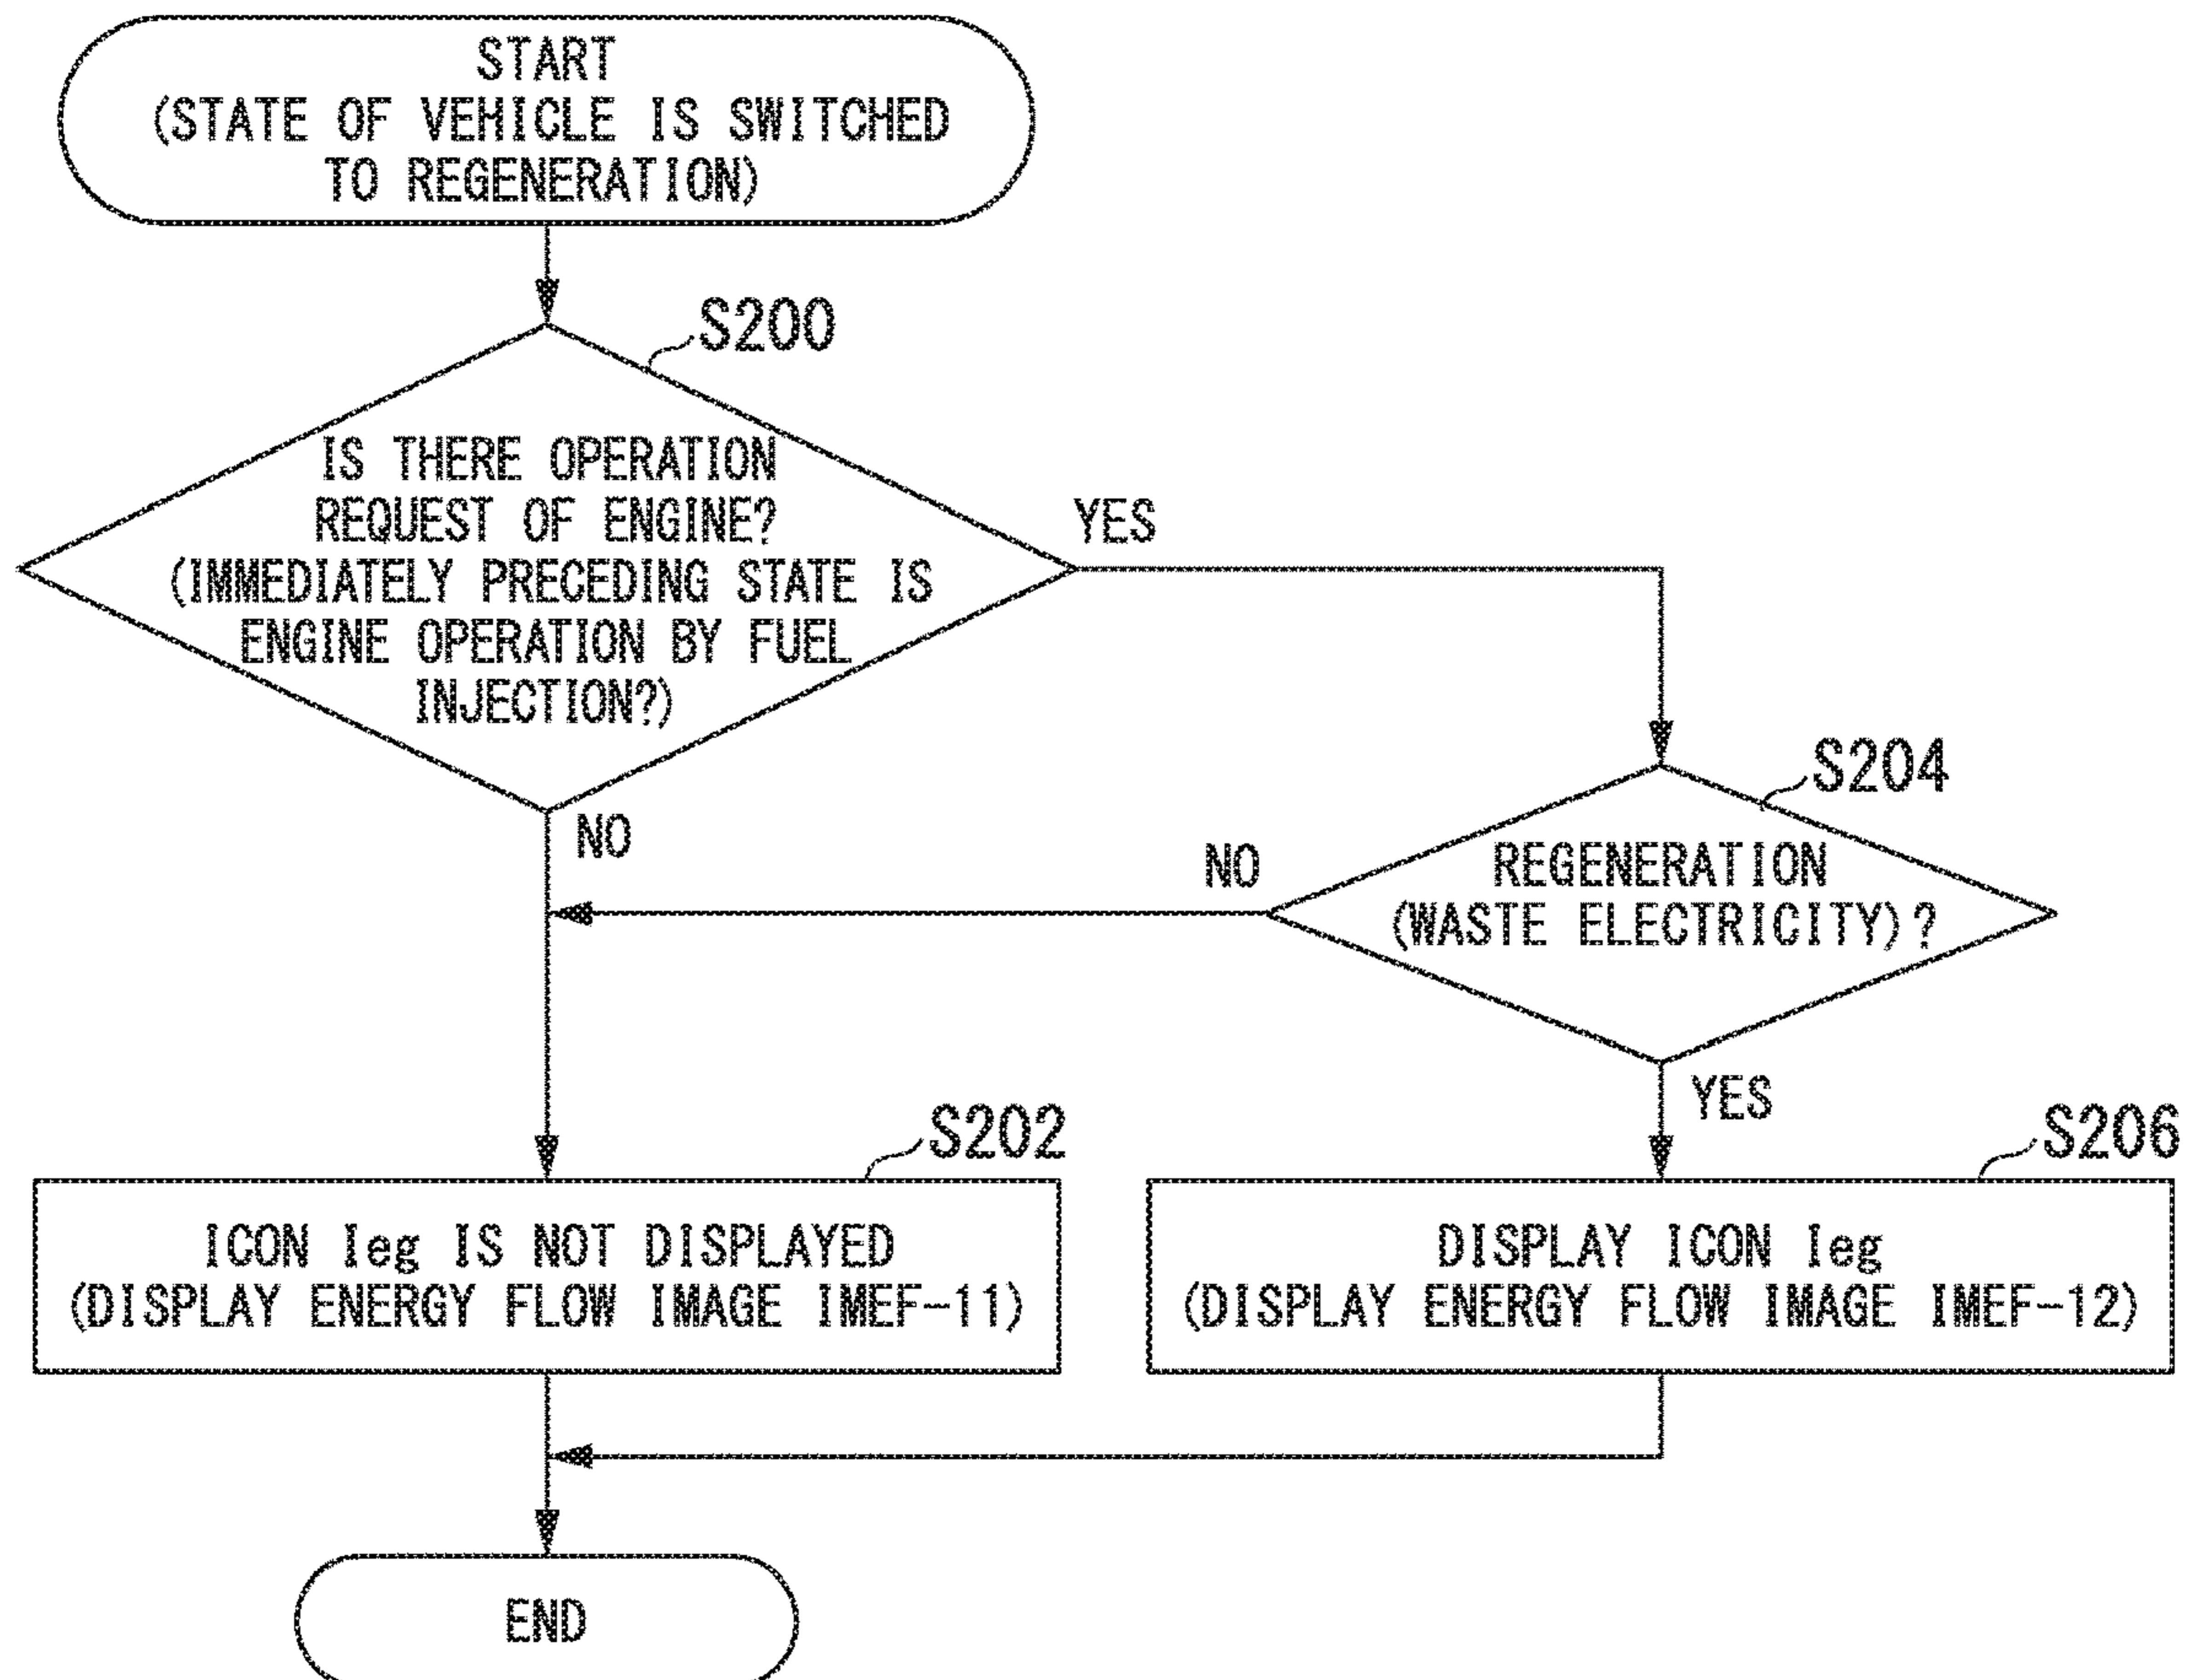 START
(STATE OF VEHICLE IS SWITCHED
TO REGENERATION)
S200
IS THERE OPERATION
REQUEST OF ENGINE?
(IMMEDIATELY PRECEDING STATE IS
ENGINE OPERATION BY FUEL
INJECTION?)
YES
NO
S204
REGENERATION
(WASTE ELECTRICITY)?
NO
YES
S202
ICON Ieg IS NOT DISPLAYED
(DISPLAY ENERGY FLOW IMAGE IMEF-11)
S206
DISPLAY ICON Ieg
(DISPLAY ENERGY FLOW IMAGE IMEF-12)
END